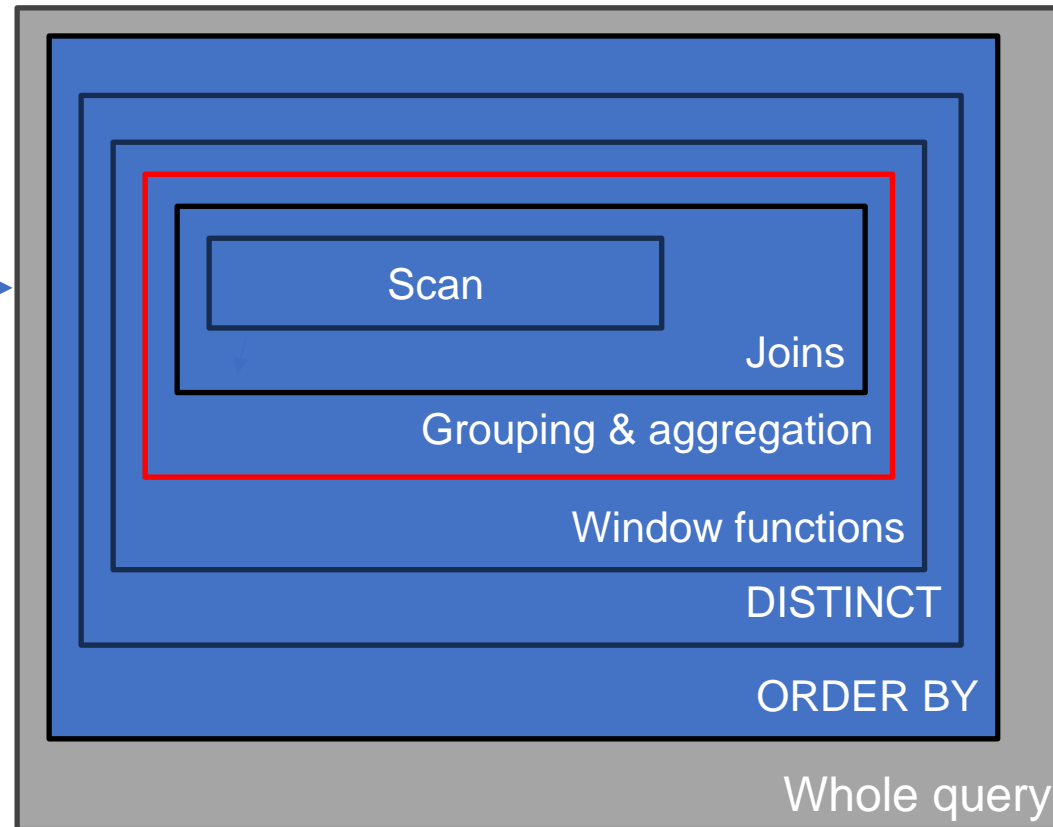 Scan
Joins
Grouping & aggregation
Window functions
DISTINCT
ORDER BY
Whole query